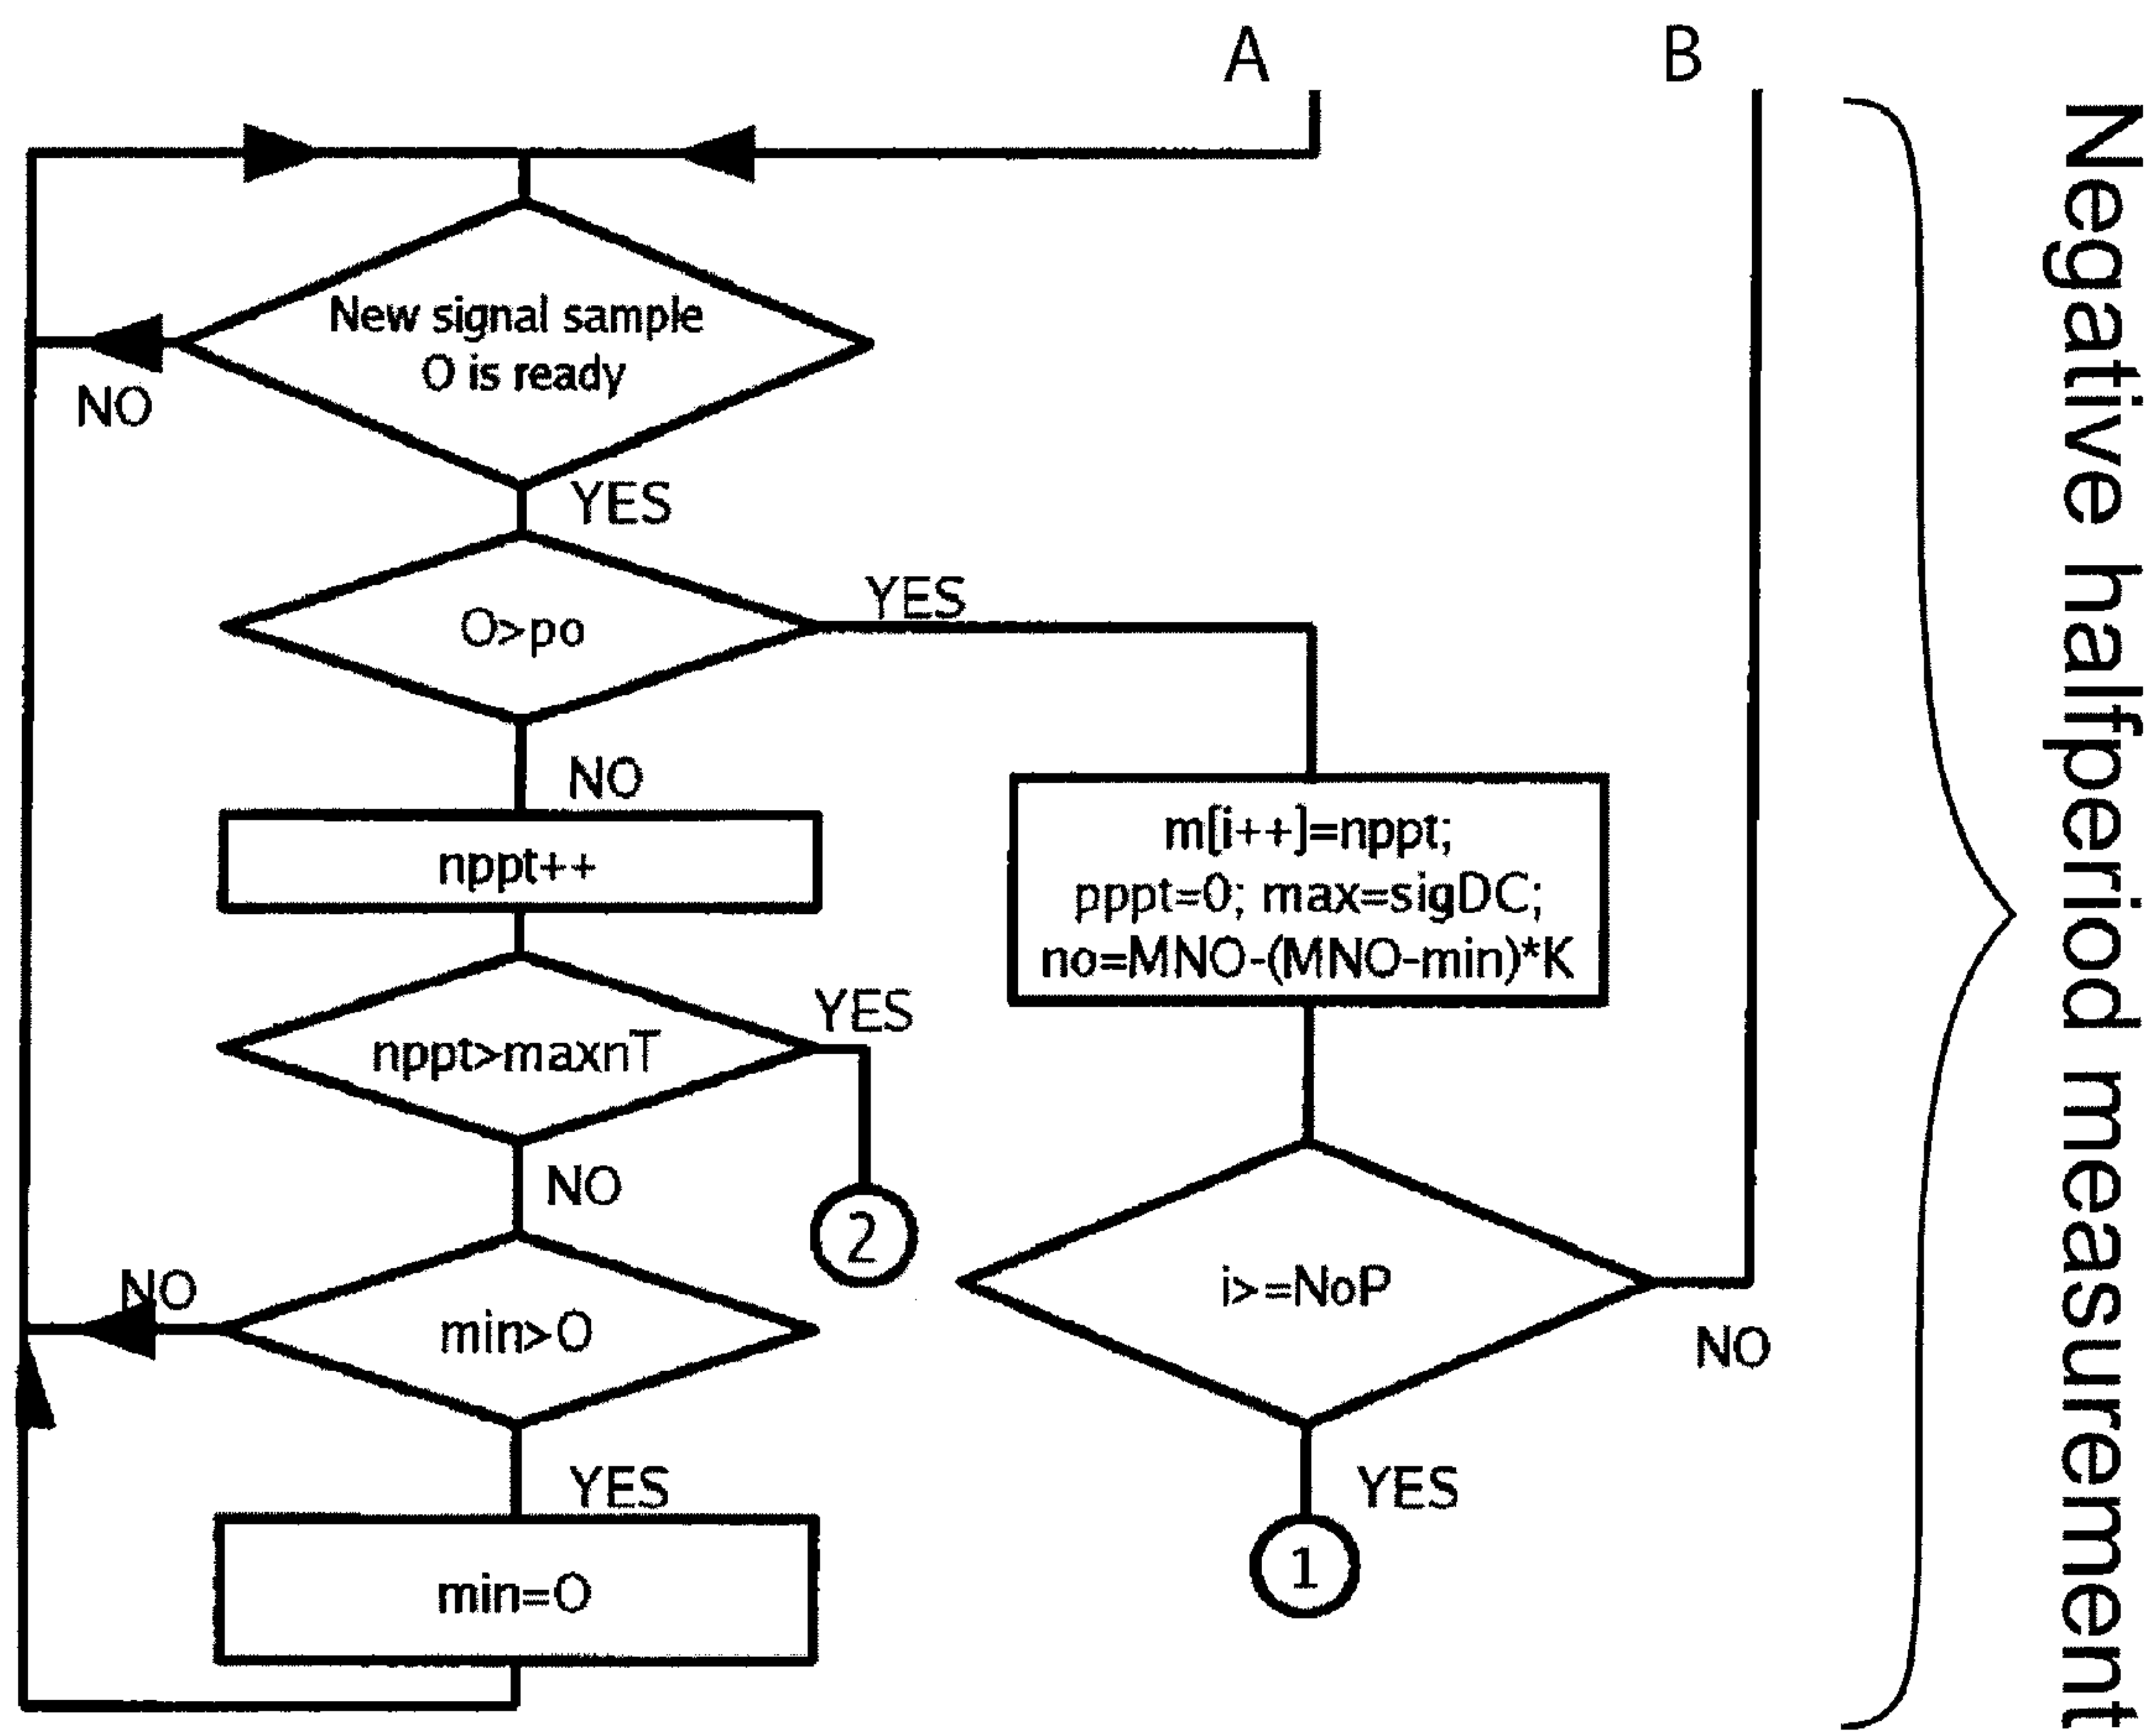 A
B
New signal sample
O is ready
NO
YES
O>po
YES
NO
nppt++
m[i++]=nppt;
pppt=0; max=sigDC;
no=MNO-(MNO-min)*K
nppt>maxnT
YES
NO
2
NO
min>O
i>=NoP
NO
YES
YES
min=O
1
Negative halfperiod measurement